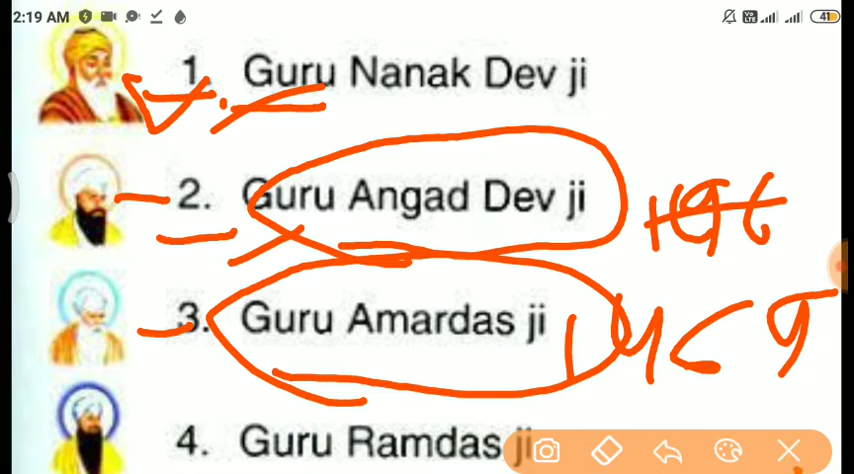 2:19 AM
41
1. Guru Nanak Dev ji
2. Guru Angad Dev ji
3. Guru Amardas ji
4. Guru Ramdas ji